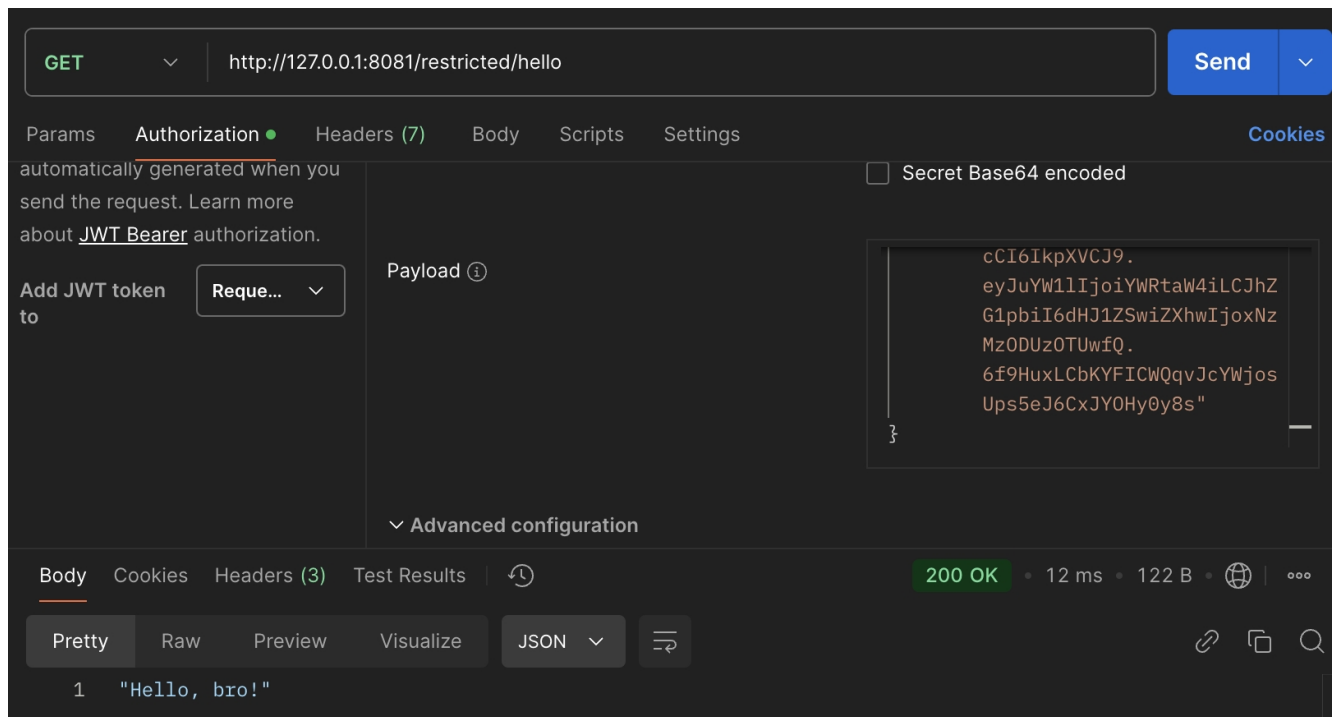 GET http://127.0.0.1:8081/restricted/hello Send
Params Authorization Headers (7) Body Scripts Settings Cookies
automatically generated when you
send the request. Learn more
about JWT Bearer authorization.
Add JWT token
to
Reque...
Secret Base64 encoded
Payload
cCI6IkpXVCJ9.
eyJuYW1lIjoiYWRtaW4iLCJhZ
G1pbiI6dHJ1ZSwiZXhwIjoxNz
MzODUzOTUwfQ.
6f9HuxLCbKYFICWQqvJcYWjos
Ups5eJ6CxJYOHy0y8s"
}
Advanced configuration
Body Cookies Headers (3) Test Results 200 OK • 12 ms • 122 B •
Pretty Raw Preview Visualize JSON
1 "Hello, bro!"